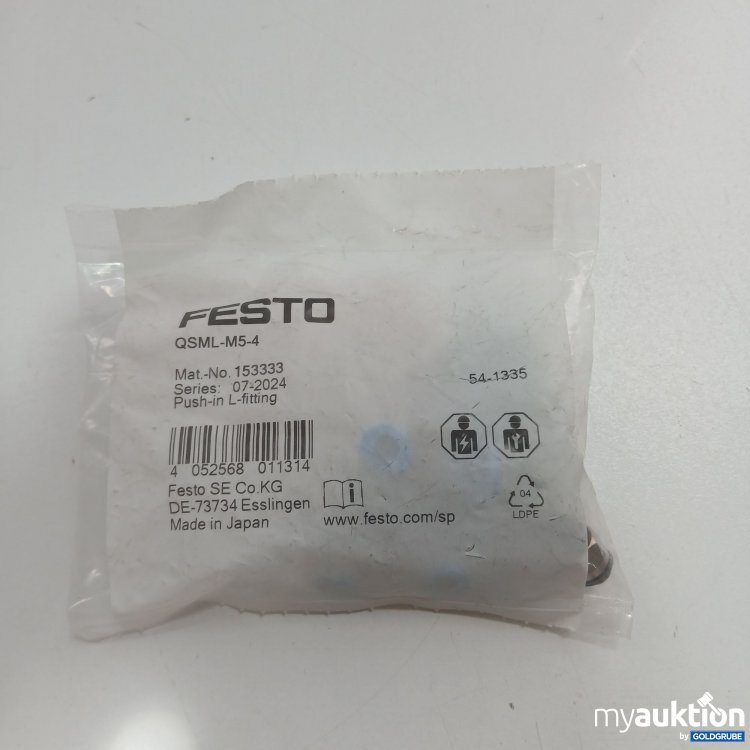 FESTO
QSML-M5-4
Mat.-No. 153333
Series: 07-2024
Push-in L-fitting
54-1335
4 052568 011314
Festo SE Co.KG
DE-73734 Esslingen
Made in Japan
www.festo.com/sp
04
LDPE
myauktion
by GOLDGRUBE